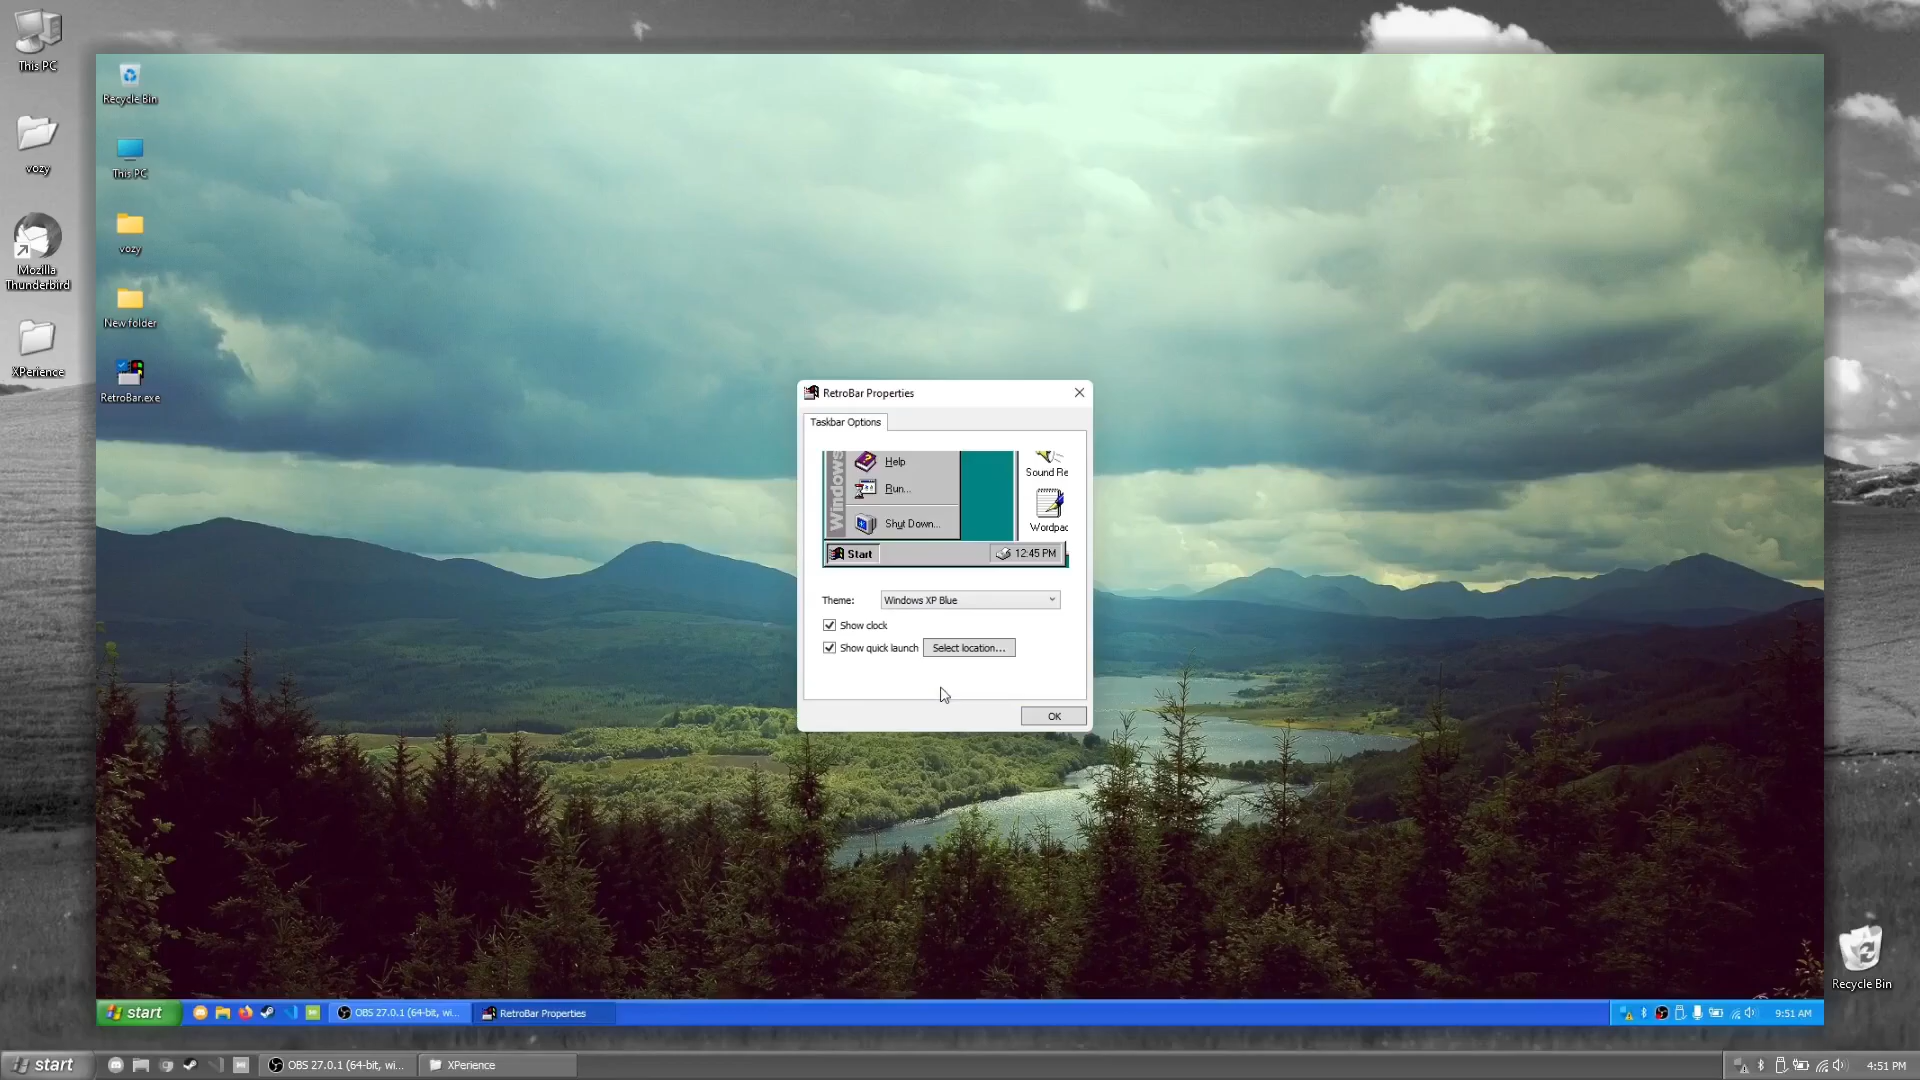 This PC
vozy
Mozilla
Thunderbird
XPerience
Recycle Bin
This PC
vozy
New folder
RetroBar.exe
RetroBar Properties
Taskbar Options
Windows
Help
Run...
Shut Down...
Sound Re
Wordpac
Start
12:45 PM
Theme:
Windows XP Blue
Show clock
Show quick launch
Select location...
OK
start
OBS 27.0.1 (64-bit, wi...
RetroBar Properties
9:51 AM
Recycle Bin
start
OBS 27.0.1 (64-bit, wi...
XPerience
4:51 PM